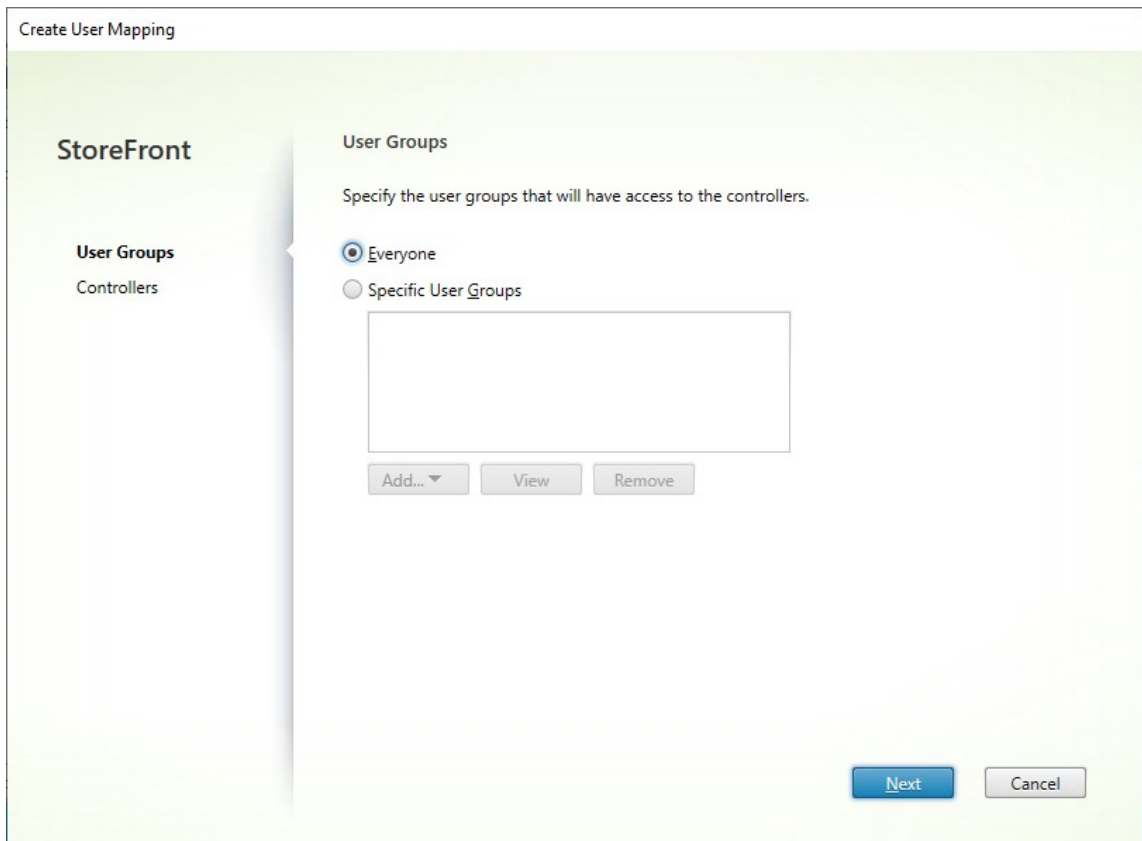 Create User Mapping
StoreFront
User Groups
Controllers
User Groups
Specify the user groups that will have access to the controllers.
Everyone
Specific User Groups
Add...
View
Remove
Next
Cancel